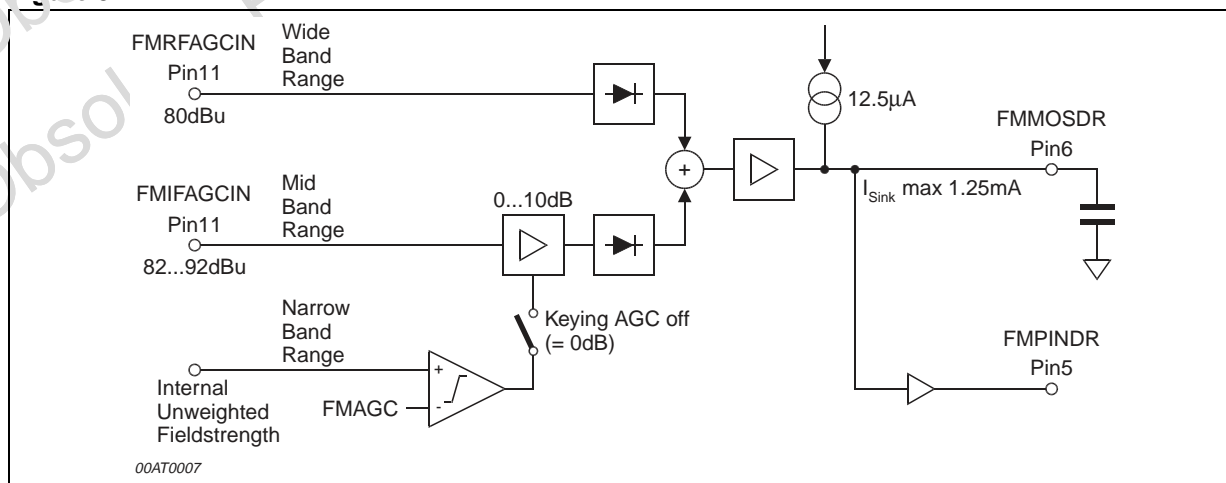 FMRFAGCIN
Pin11
80dBu
Wide
Band
Range
12.5µA
FMMOSDR
Pin6
I Sink max 1.25mA
FMIFAGCIN
Pin11
82...92dBu
Mid
Band
Range
0...10dB
+
Narrow
Band
Range
Keying AGC off
(= 0dB)
FMPINDR
Pin5
Internal
Unweighted
Fieldstrength
+
-
FMAGC
00AT0007